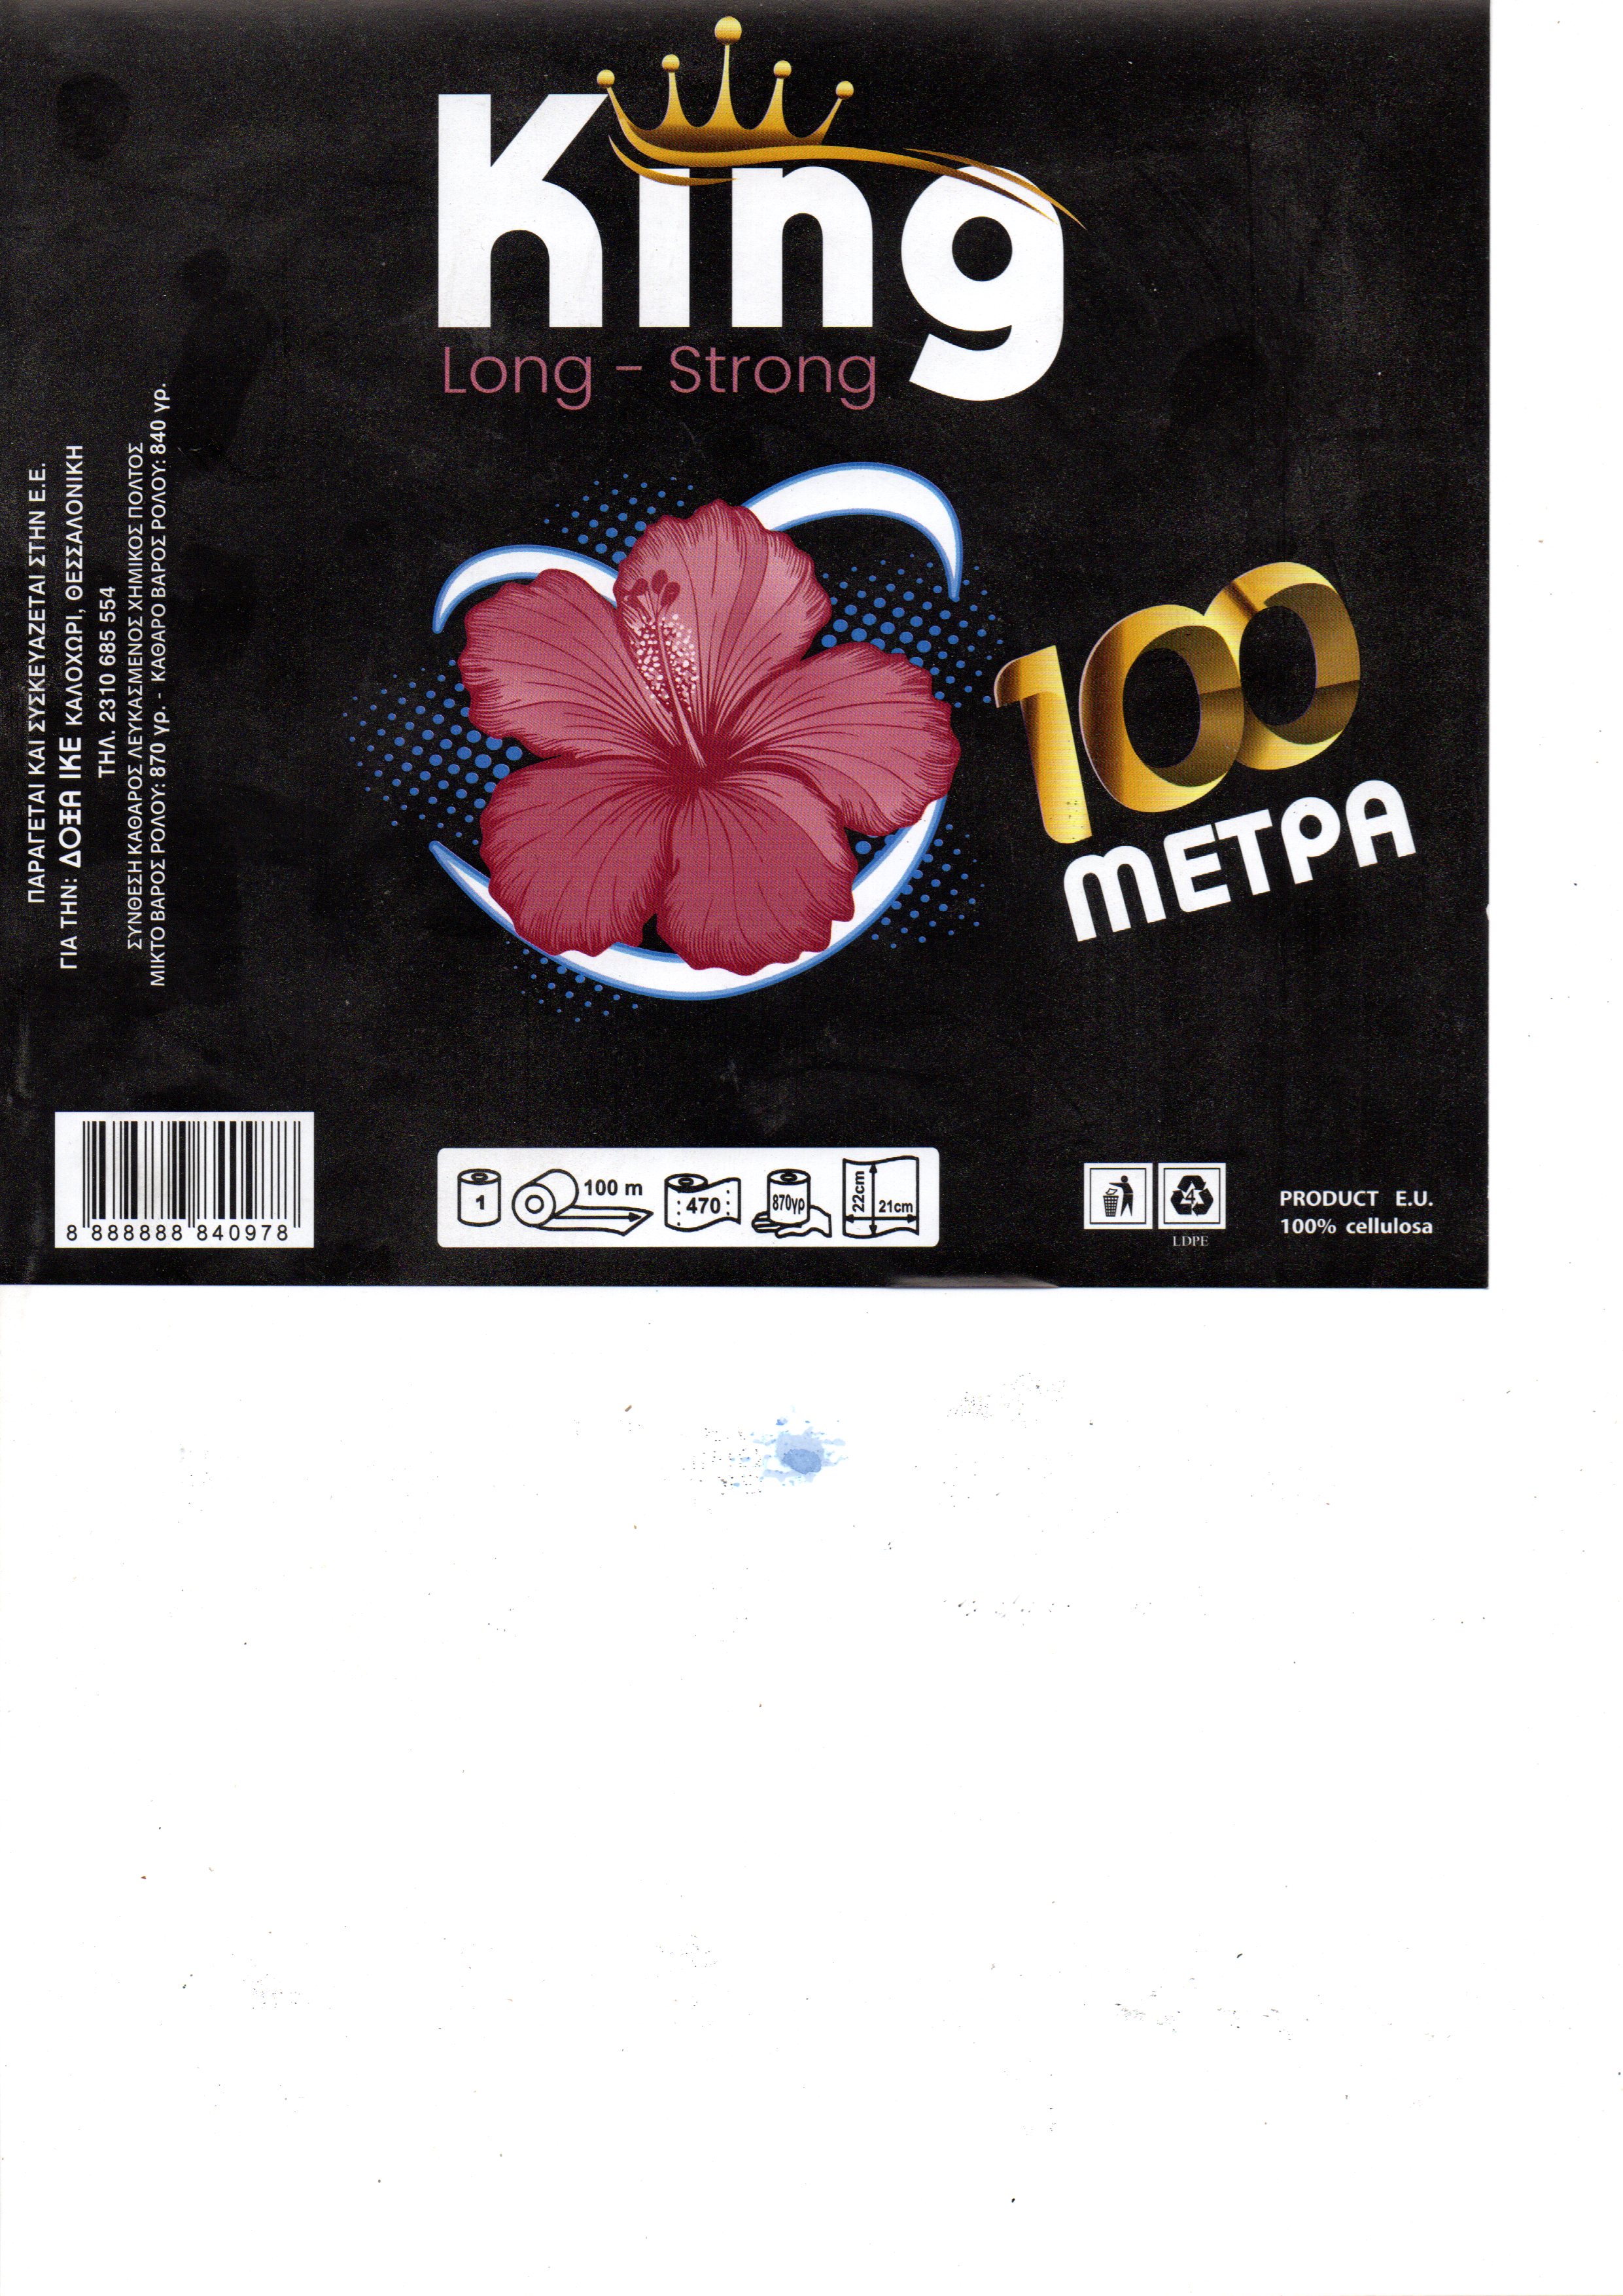 King
Long - Strong
100
ΜΕΤΡΑ
ΠΑΡΑΓΕΤΑΙ ΚΑΙ ΣΥΣΚΕΥΑΖΕΤΑΙ ΣΤΗΝ Ε.Ε.
ΓΙΑ ΤΗΝ: ΔΟΞΑ ΙΚΕ ΚΑΛΟΧΩΡΙ, ΘΕΣΣΑΛΟΝΙΚΗ
ΤΗΛ. 2310 685 554
ΣΥΝΘΕΣΗ ΚΑΘΑΡΟΣ ΛΕΥΚΑΣΜΕΝΟΣ ΧΗΜΙΚΟΣ ΠΟΛΤΟΣ
ΜΙΚΤΟ ΒΑΡΟΣ ΡΟΛΟΥ: 870 γρ. - ΚΑΘΑΡΟ ΒΑΡΟΣ ΡΟΛΟΥ: 840 γρ.
8 888888 840978
1
100 m
470
870γρ
22cm
21cm
4
LDPE
PRODUCT E.U.
100% cellulosa